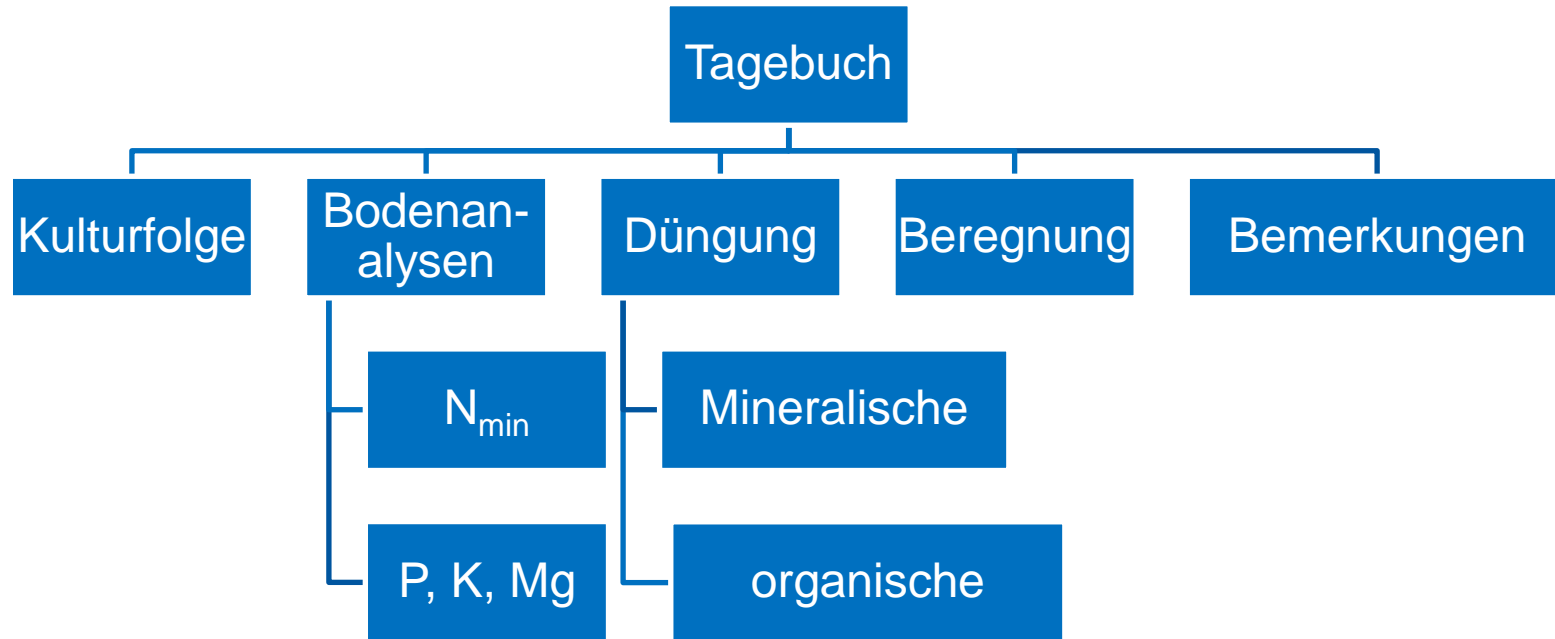 Tagebuch
Kulturfolge
Bodenan-
alysen
Düngung
Beregnung
Bemerkungen
Nmin
Mineralische
P, K, Mg
organische